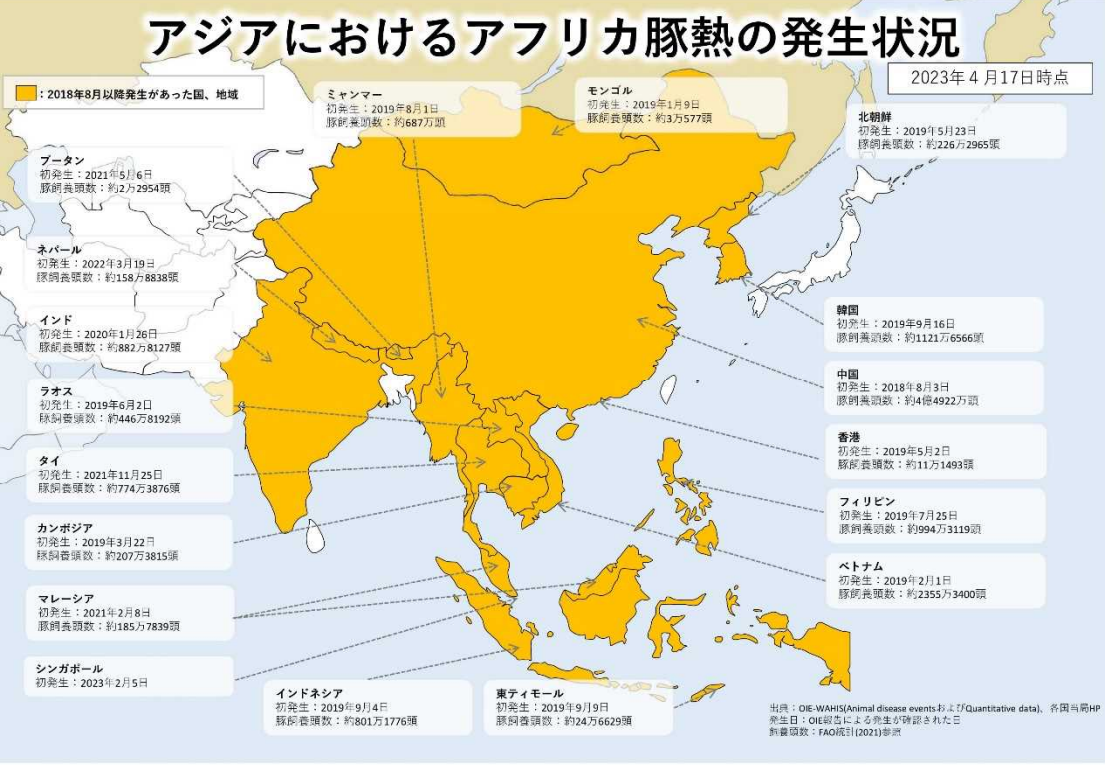 アジアにおけるアフリカ豚熱の発生状況
2023年４月17日時点
：2018年8月以降発生があった国、地域
ミャンマー
初発生：2019年8月1日
豚飼養頭数：約687万頭
モンゴル
初発生：2019年1月9日
豚飼養頭数：約3万577頭
北朝鮮
初発生：2019年5月23日
豚飼養頭数：約226万2965頭
ブータン
初発生：2021年5月6日
豚飼養頭数：約2万2954頭
ネパール
初発生：2022年3月19日
豚飼養頭数：約158万8838頭
インド
初発生：2020年1月26日
豚飼養頭数：約882万8127頭
ラオス
初発生：2019年6月2日
豚飼養頭数：約446万8192頭
タイ
初発生：2021年11月25日
豚飼養頭数：約774万3876頭
カンボジア
初発生：2019年3月22日
豚飼養頭数：約207万3815頭
マレーシア
初発生：2021年2月8日
豚飼養頭数：約185万7839頭
シンガポール
初発生：2023年2月5日
韓国
初発生：2019年9月16日
豚飼養頭数：約1121万6566頭
中国
初発生：2018年8月3日
豚飼養頭数：約4億4922万頭
香港
初発生：2019年5月2日
豚飼養頭数：約11万1493頭
フィリピン
初発生：2019年7月25日
豚飼養頭数：約994万3119頭
ベトナム
初発生：2019年2月1日
豚飼養頭数：約2355万3400頭
インドネシア
初発生：2019年9月4日
豚飼養頭数：約801万1776頭
東ティモール
初発生：2019年9月9日
豚飼養頭数：約24万6629頭
出典：OIE-WAHIS(Animal disease eventsおよびQuantitative data)、各国当局HP
発生日：OIE報告による発生が確認された日
飼養頭数：FAO統計(2021)参照